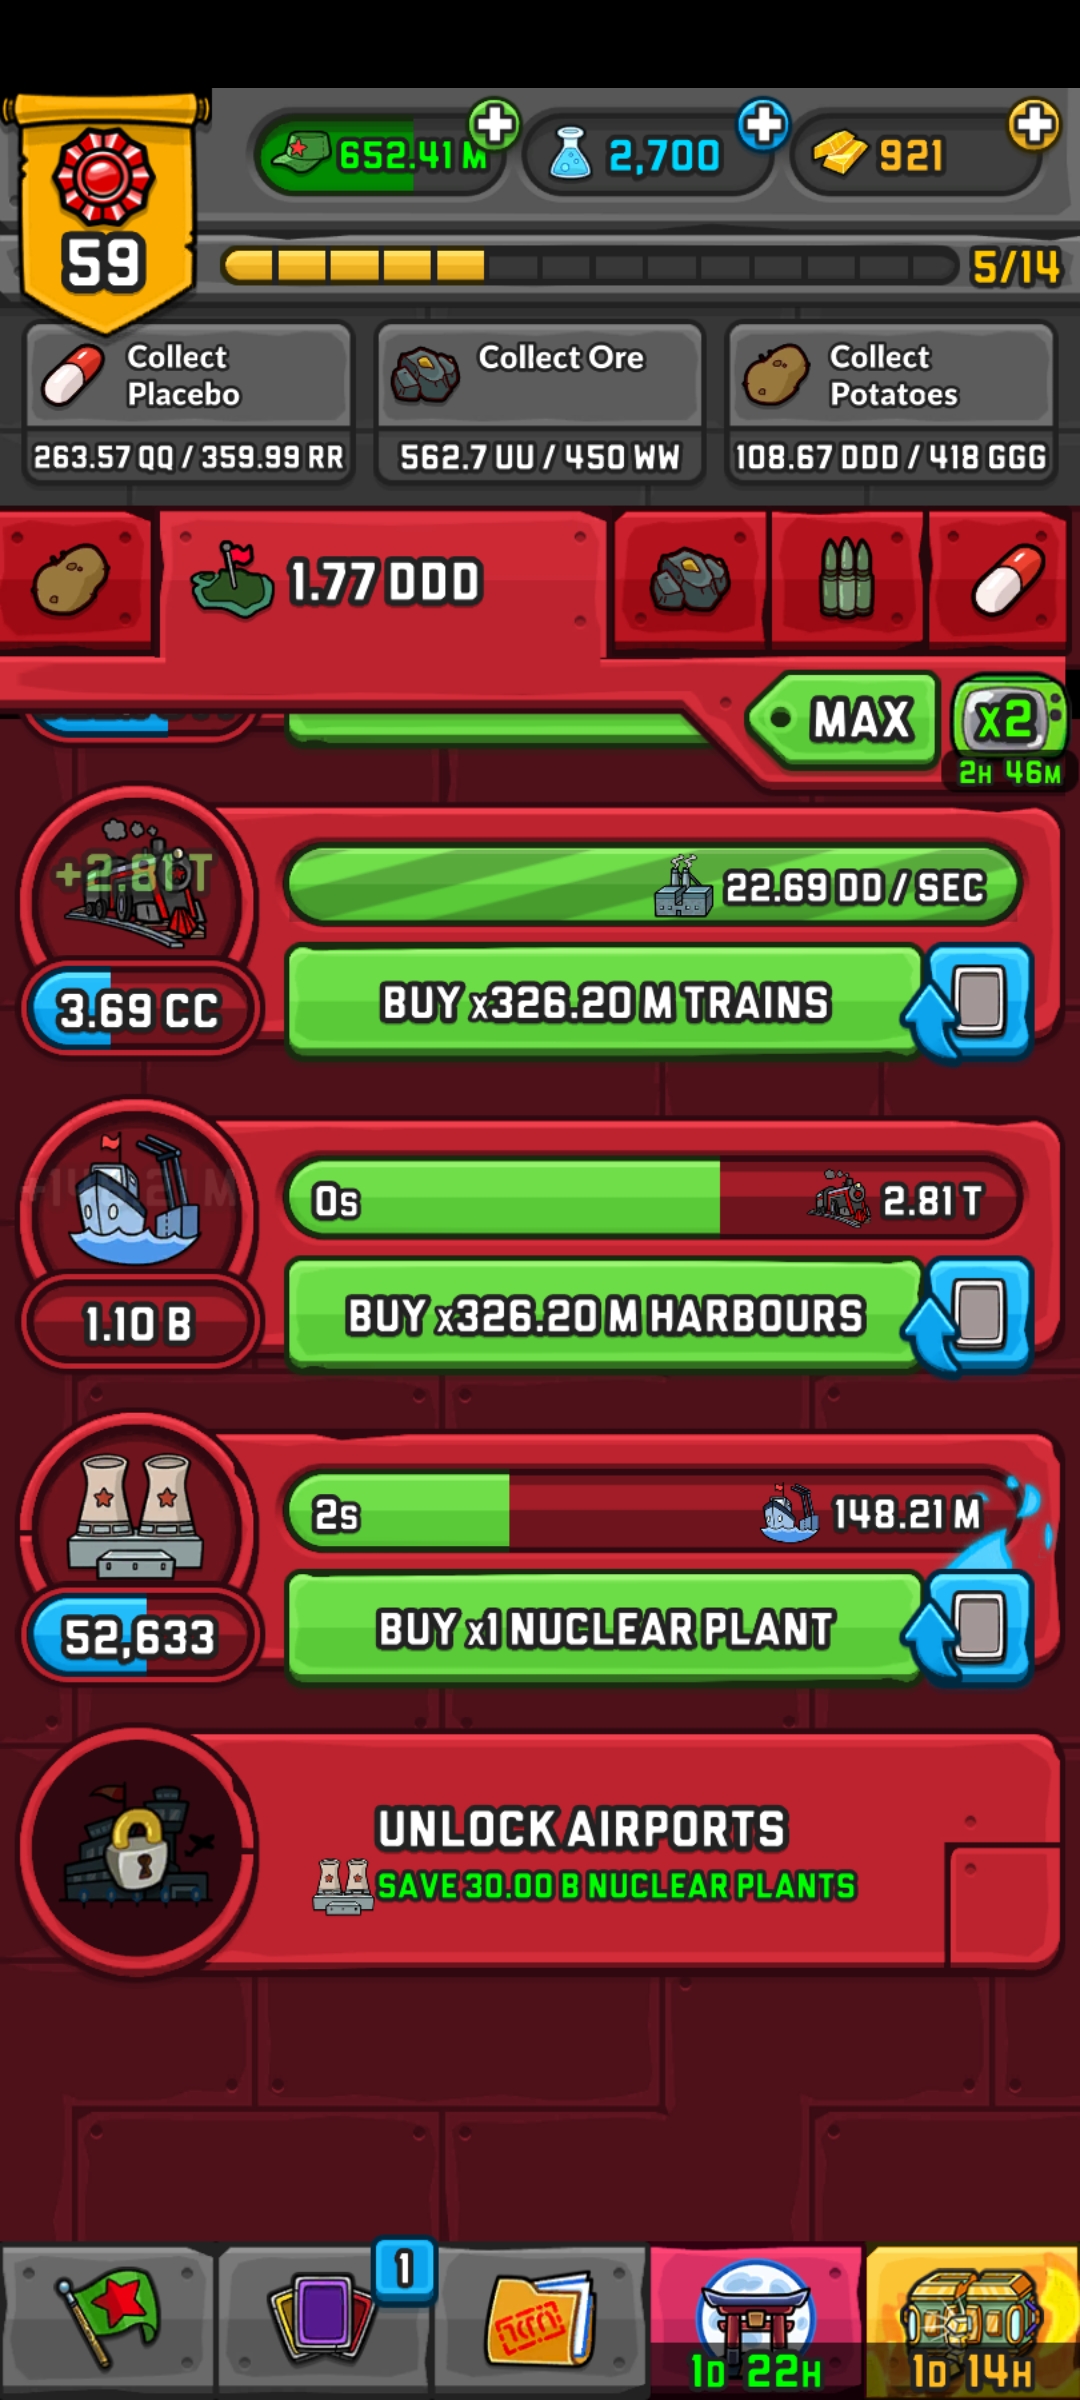 652.41 M
2,700
921
59
5/14
Collect
Placebo
263.57 QQ / 359.99 RR
Collect Ore
562.7 UU / 450 WW
Collect
Potatoes
108.67 DDD / 418 GGG
1.77 DDD
MAX
x2
2H 46M
+2.81T
22.69 DD / SEC
3.69 CC
BUY x326.20 M TRAINS
0s
2.81 T
1.10 B
BUY x326.20 M HARBOURS
2s
148.21 M
52,633
BUY x1 NUCLEAR PLANT
UNLOCK AIRPORTS
SAVE 30.00 B NUCLEAR PLANTS
1
1D 22H
1D 14H